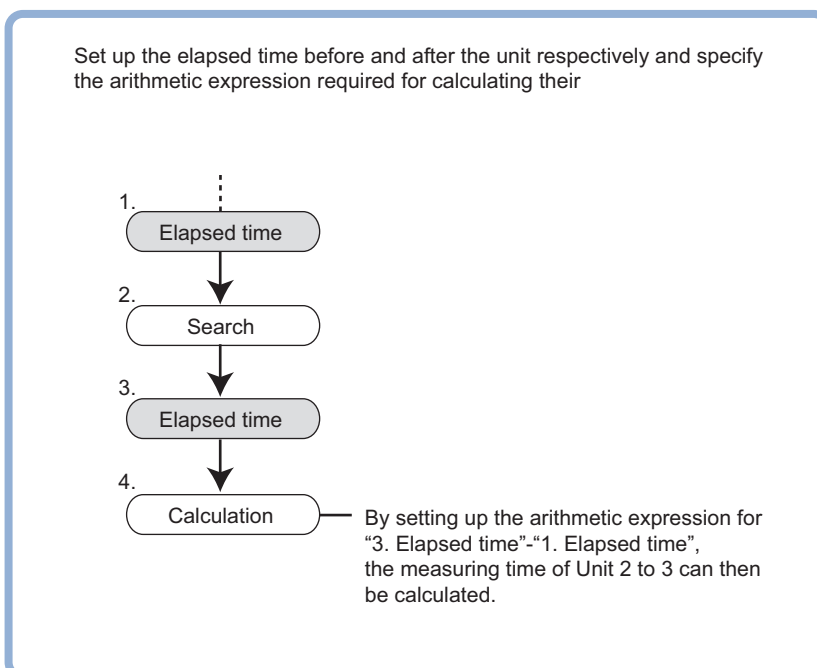 Set up the elapsed time before and after the unit respectively and specify
the arithmetic expression required for calculating their
1.
Elapsed time
2.
Search
3.
Elapsed time
4.
Calculation
By setting up the arithmetic expression for
“3. Elapsed time”-“1. Elapsed time”,
the measuring time of Unit 2 to 3 can then
be calculated.